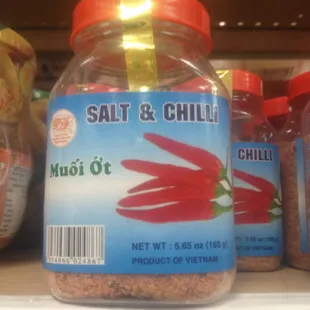 SALT & CHILLI
Muối Ớt
NET WT : 5.65 oz (160 g)
PRODUCT OF VIETNAM
CHILLI